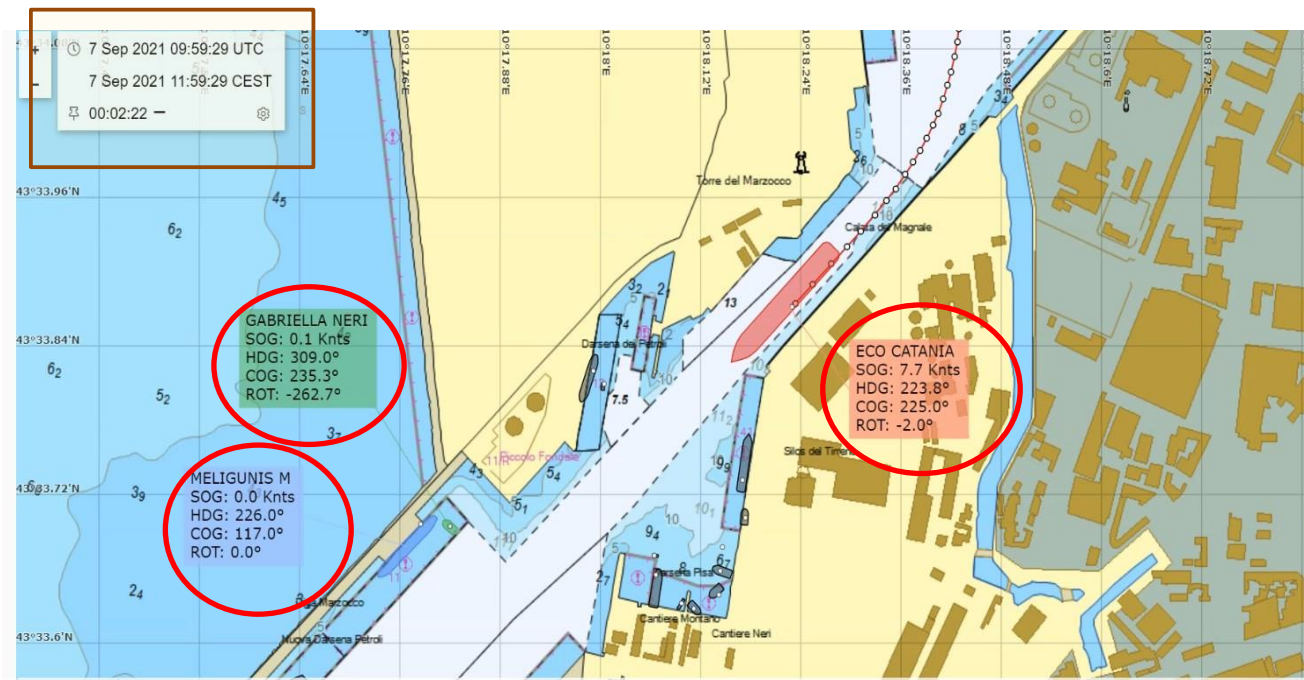 7 Sep 2021 09:59:29 UTC
7 Sep 2021 11:59:29 CEST
00:02:22
10°17.64'E
10°17.76'E
10°17.88'E
10°18'E
10°18.12'E
10°18.24'E
10°18.36'E
10°18.48'E
10°18.6'E
10°18.72'E
43°33.96'N
43°33.84'N
43°33.72'N
43°33.6'N
Torre del Marzocco
Calata del Magnale
GABRIELLA NERI
SOG: 0.1 Knts
HDG: 309.0°
COG: 235.3°
ROT: -262.7°
Darsena dei Petroli
ECO CATANIA
SOG: 7.7 Knts
HDG: 223.8°
COG: 225.0°
ROT: -2.0°
Piccolo Fondale
Silos del Tirreno
MELIGUNIS M
SOG: 0.0 Knts
HDG: 226.0°
COG: 117.0°
ROT: 0.0°
Darsena Pisa
Marzocco
Cantiere Montano
Nuova Darsena Petroli
Cantiere Neri
13
7.5